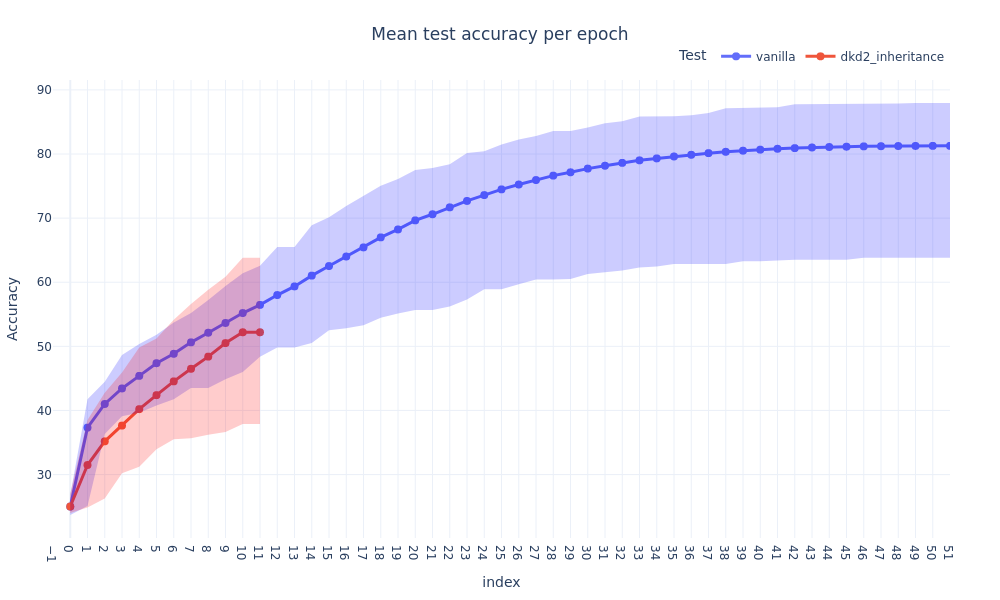 Mean test accuracy per epoch
Test vanilla dkd2_inheritance
90
80
70
60
50
40
30
Accuracy
−1 0 1 2 3 4 5 6 7 8 9 10 11 12 13 14 15 16 17 18 19 20 21 22 23 24 25 26 27 28 29 30 31 32 33 34 35 36 37 38 39 40 41 42 43 44 45 46 47 48 49 50 51
index